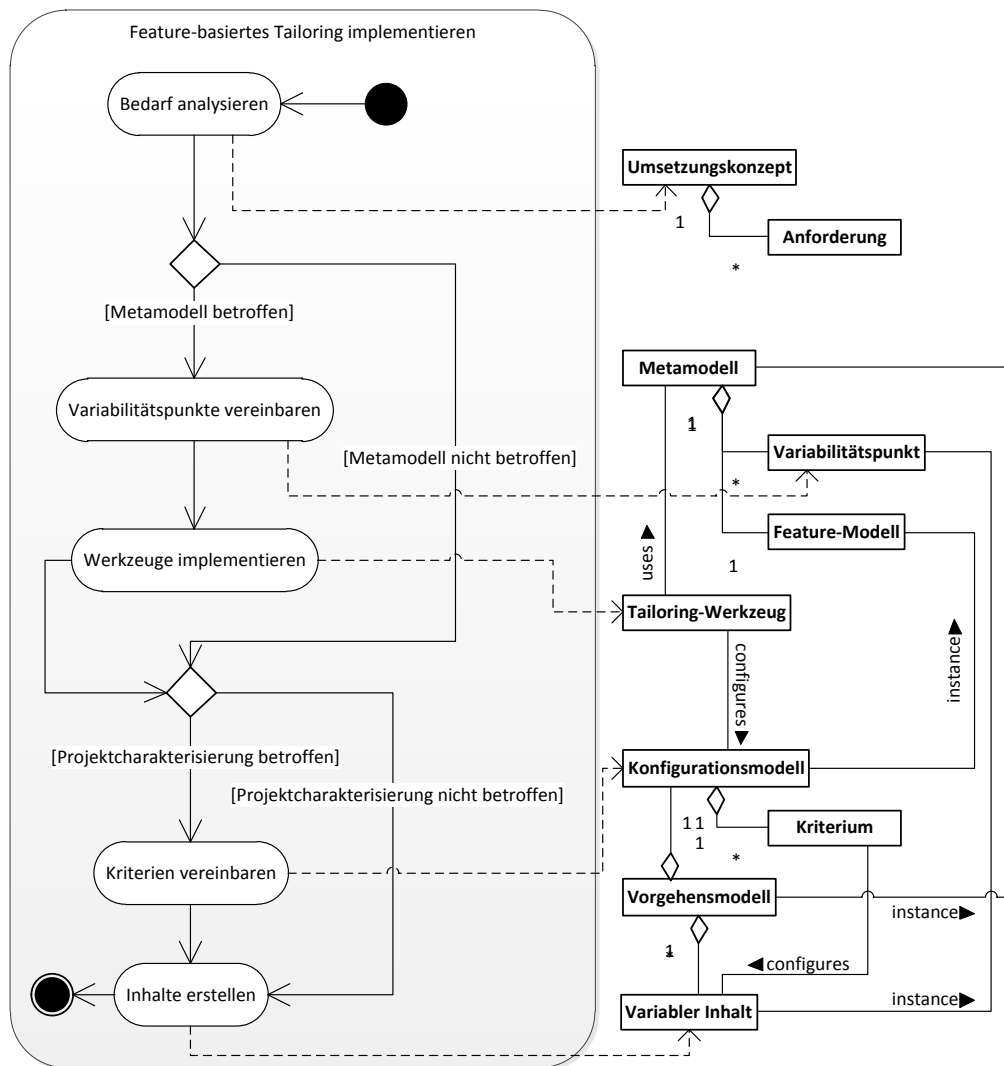 Feature-basiertes Tailoring implementieren
Bedarf analysieren
Umsetzungskonzept
1
Anforderung
*
[Metamodell betroffen]
Metamodell
Variabilitätspunkte vereinbaren
1
1
[Metamodell nicht betroffen]
Variabilitätspunkt
*
Feature-Modell
Werkzeuge implementieren
uses
1
Tailoring-Werkzeug
configures
instance
[Projektcharakterisierung betroffen]
Konfigurationsmodell
[Projektcharakterisierung nicht betroffen]
1 1
Kriterium
1
*
Kriterien vereinbaren
Vorgehensmodell
instance
1
*
configures
Inhalte erstellen
Variabler Inhalt
instance